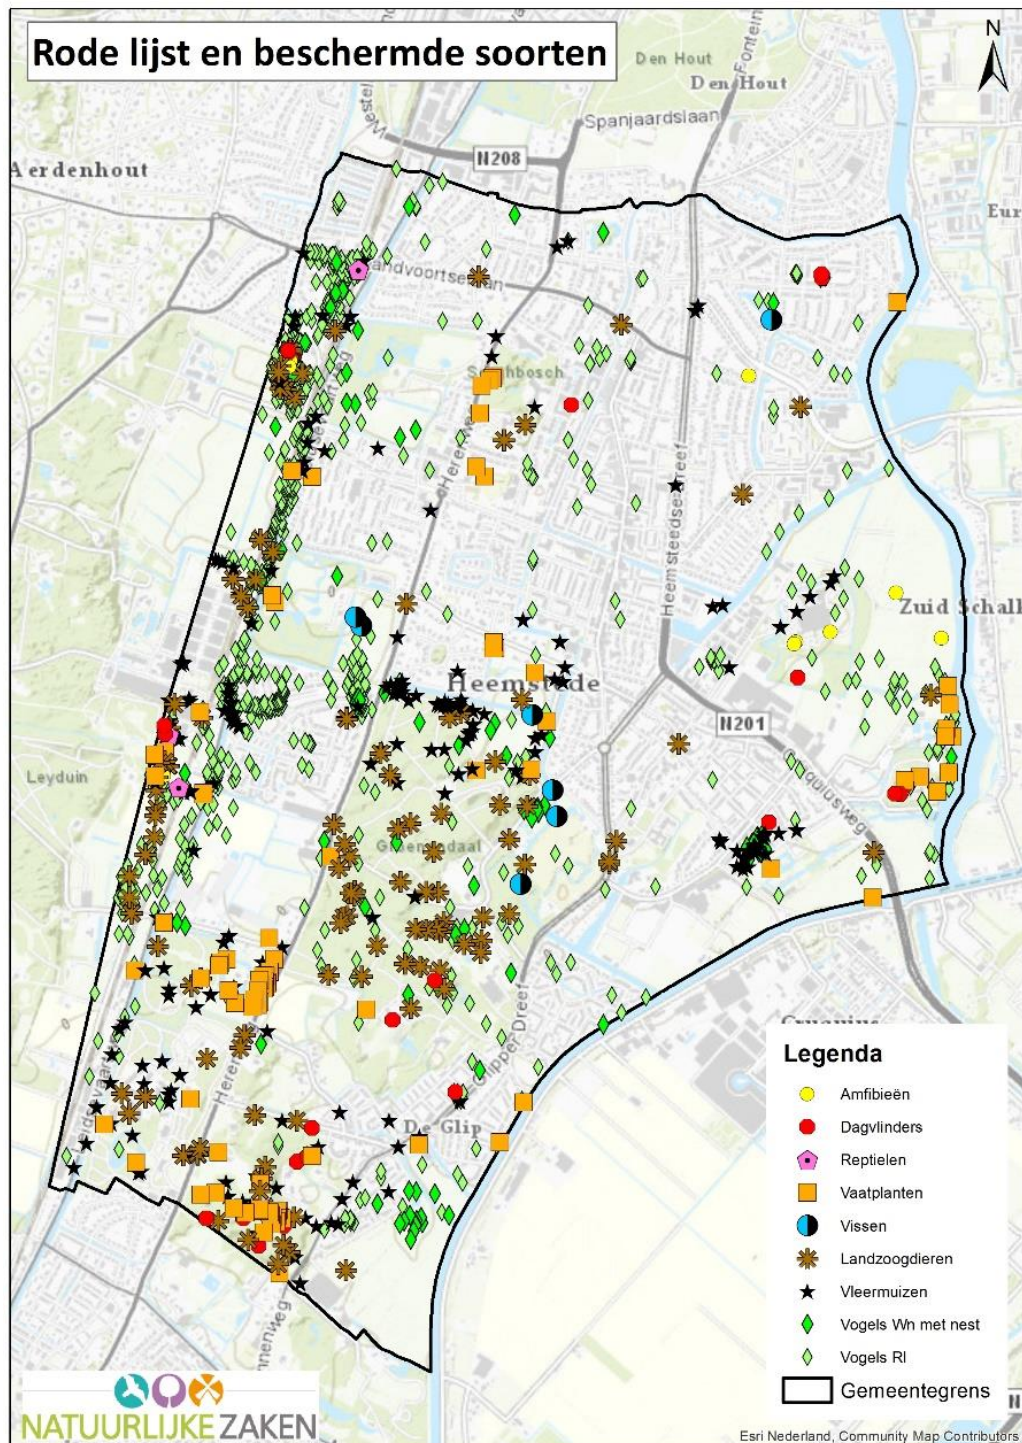 Rode lijst en beschermde soorten
N
Den Hout
Den Hout
Spanjaardslaan
N208
Aerdenhout
Heemsteedse Dreef
Zuid Schalk
Heemstede
N201
Leyduin
Cruquiusweg
Groenendaal
Glipper Dreef
De Glip
Legenda
Amfibieën
Dagvlinders
Reptielen
Vaatplanten
Vissen
Landzoogdieren
Vleermuizen
Vogels Wn met nest
Vogels Rl
Gemeentegrens
NATUURLIJKE ZAKEN
Esri Nederland, Community Map Contributors